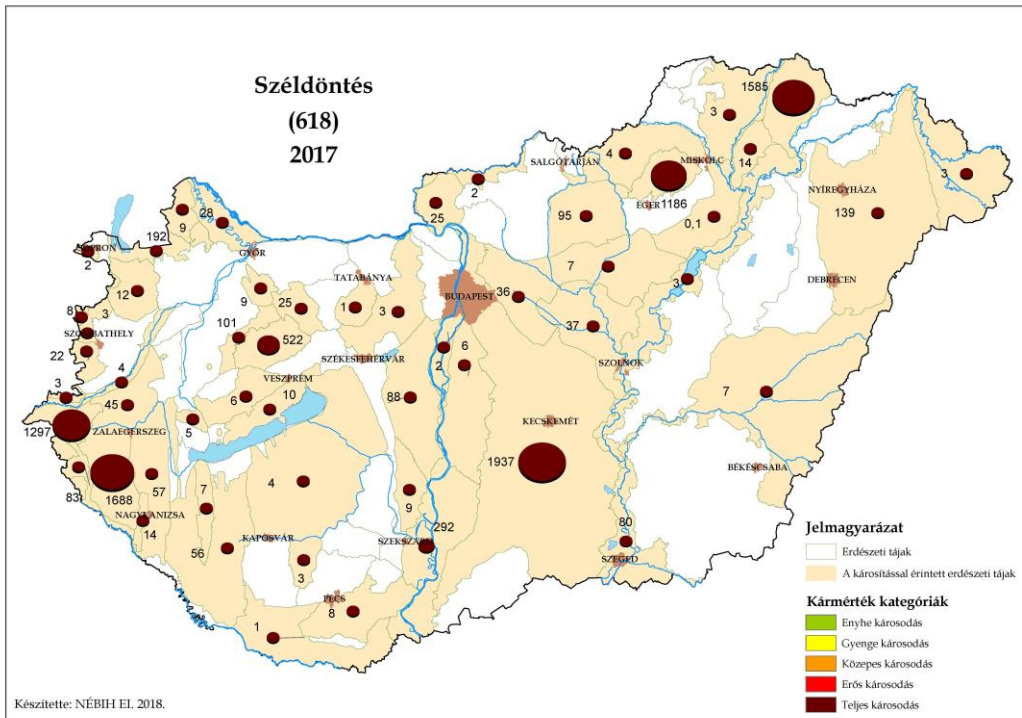 Széldöntés
(618)
2017
1585
3
SALGÓTARJÁN
4
MISKOLC
14
2
NYÍREGYHÁZA
3
EGER
1186
25
95
139
9
28
0,1
192
SOPRON
2
GYŐR
7
TATABÁNYA
DEBRECEN
3
12
9
25
1
3
BUDAPEST
36
8
3
SZOMBATHELY
101
522
37
22
SZÉKESFEHÉRVÁR
6
2
SZOLNOK
4
VESZPRÉM
3
45
6
10
88
7
1297
ZALAEGERSZEG
5
KECSKEMÉT
1937
BÉKÉSCSABA
83
1688
57
7
4
9
292
NAGYKANIZSA
14
56
KAPOSVÁR
SZEKSZÁRD
80
SZEGED
3
PÉCS
8
1
Jelmagyarázat
Erdészeti tájak
A károsítással érintett erdészeti tájak
Kármérték kategóriák
Enyhe károsodás
Gyenge károsodás
Közepes károsodás
Erős károsodás
Teljes károsodás
Készítette: NÉBIH EI. 2018.